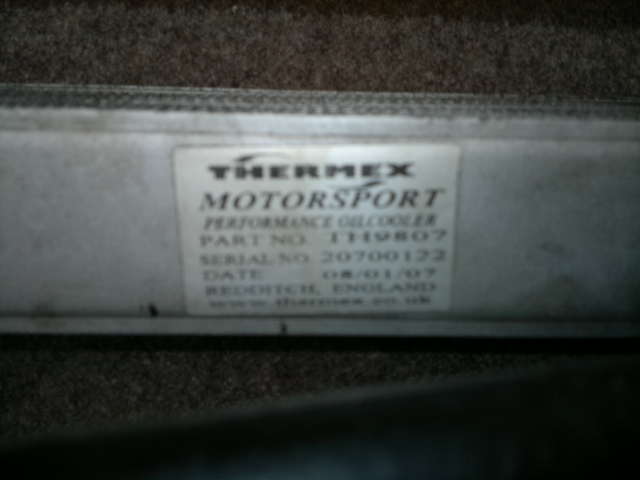 THERMEX
MOTORSPORT
PERFORMANCE OILCOOLER
PART NO. TH9807
SERIAL NO. 20700122
DATE 08/01/07
REDDITCH, ENGLAND
www.thermex.co.uk